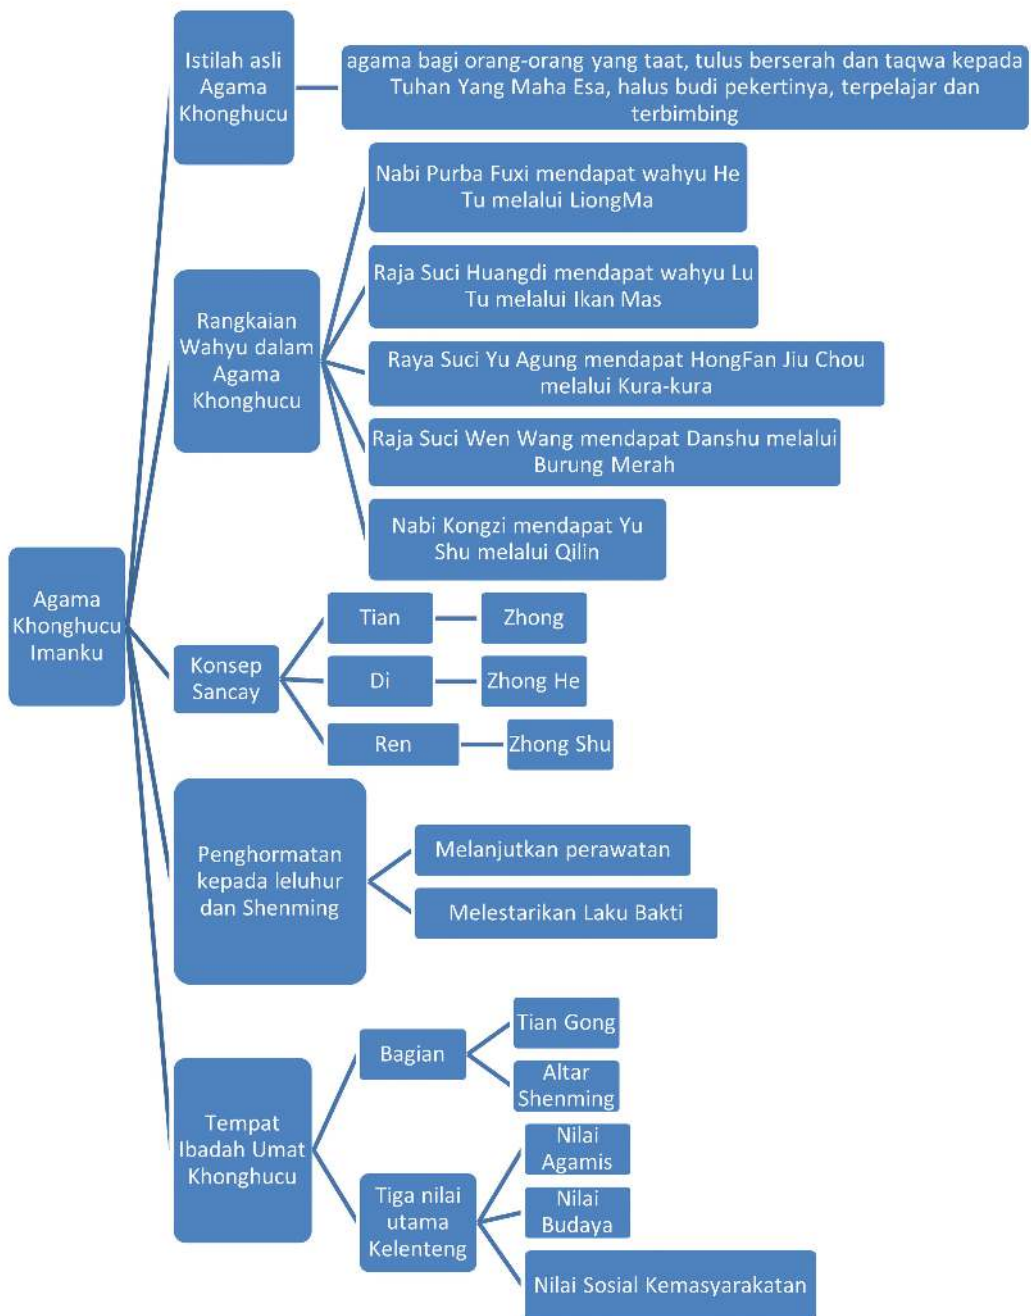 Istilah asli
Agama
Khonghucu
agama bagi orang-orang yang taat, tulus berserah dan taqwa kepada
Tuhan Yang Maha Esa, halus budi pekertinya, terpelajar dan
terbimbing
Nabi Purba Fuxi mendapat wahyu He
Tu melalui LiongMa
Raja Suci Huangdi mendapat wahyu Lu
Tu melalui Ikan Mas
Rangkaian
Wahyu dalam
Agama
Khonghucu
Raya Suci Yu Agung mendapat HongFan Jiu Chou
melalui Kura-kura
Raja Suci Wen Wang mendapat Danshu melalui
Burung Merah
Nabi Kongzi mendapat Yu
Shu melalui Qilin
Agama
Khonghucu
Imanku
Konsep
Sancay
Tian
Zhong
Di
Zhong He
Ren
Zhong Shu
Penghormatan
kepada leluhur
dan Shenming
Melanjutkan perawatan
Melestarikan Laku Bakti
Tempat
Ibadah Umat
Khonghucu
Bagian
Tian Gong
Altar
Shenming
Tiga nilai
utama
Kelenteng
Nilai
Agamis
Nilai
Budaya
Nilai Sosial Kemasyarakatan